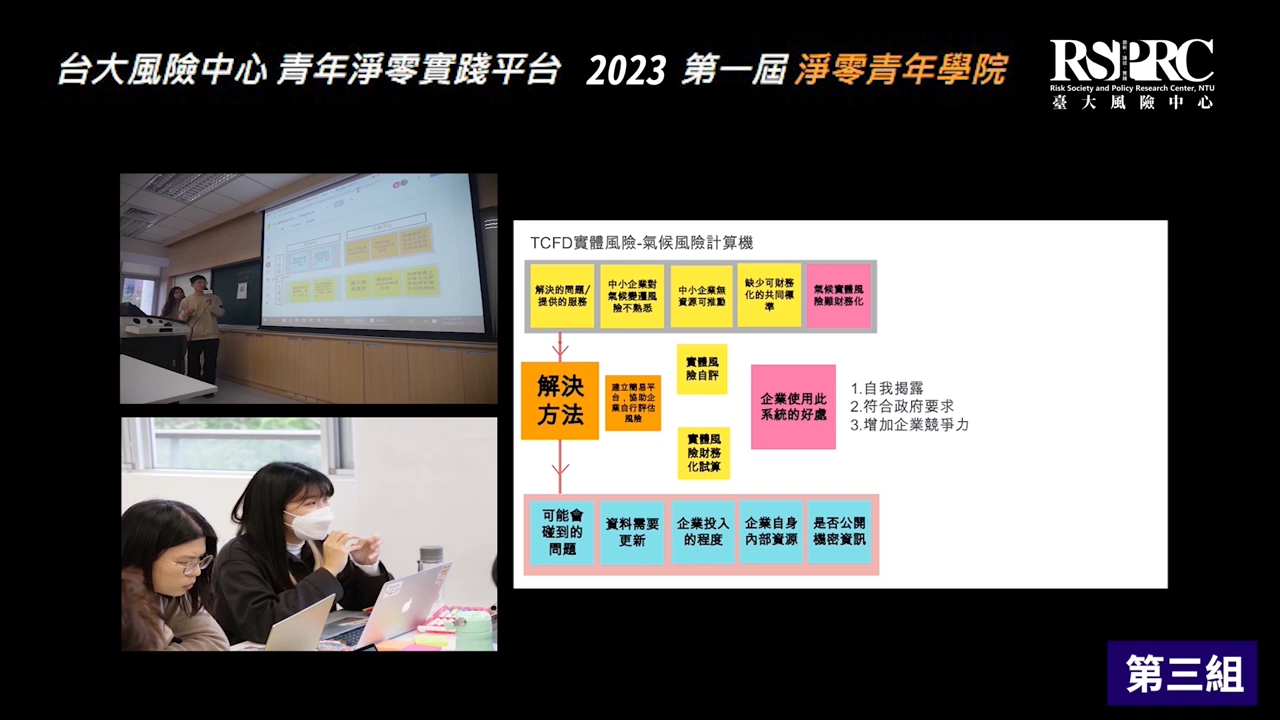 台大風險中心 青年淨零實踐平台 2023 第一屆 淨零青年學院
RSPRC
Risk Society and Policy Research Center, NTU
臺大風險中心
TCFD實體風險-氣候風險計算機
解決的問題/
提供的服務
中小企業對
氣候變遷風
險不熟悉
中小企業無
資源可推動
缺少可財務
化的共同標
準
氣候實體風
險難財務化
解決
方法
建立簡易平
台，協助企
業自行評估
風險
實體風
險自評
實體風
險財務
化試算
企業使用此
系統的好處
1.自我揭露
2.符合政府要求
3.增加企業競爭力
可能會
碰到的
問題
資料需要
更新
企業投入
的程度
企業自身
內部資源
是否公開
機密資訊
第三組